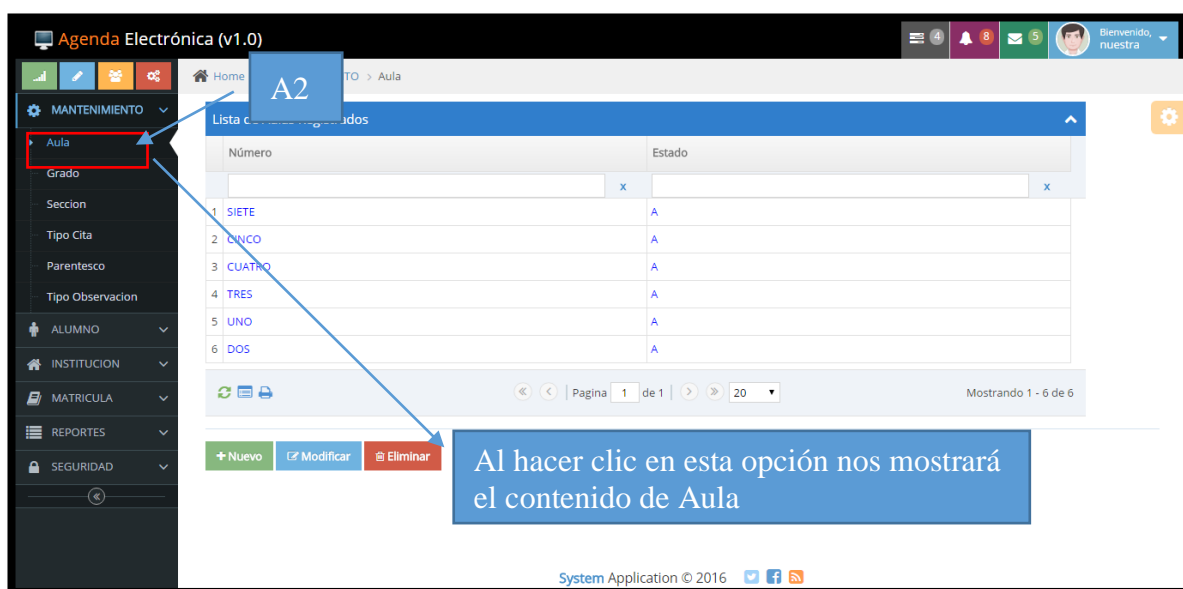 Agenda Electrónica (v1.0)
4
8
5
Bienvenido,
nuestra
Home
TO > Aula
A2
MANTENIMIENTO
Aula
Grado
Seccion
Tipo Cita
Parentesco
Tipo Observacion
ALUMNO
INSTITUCION
MATRICULA
REPORTES
SEGURIDAD
Número
Estado
x
x
1 SIETE A
2 CINCO A
3 CUATRO A
4 TRES A
5 UNO A
6 DOS A
Pagina 1 de 1 20
Mostrando 1 - 6 de 6
+ Nuevo
Modificar
Eliminar
Al hacer clic en esta opción nos mostrará
el contenido de Aula
System Application © 2016